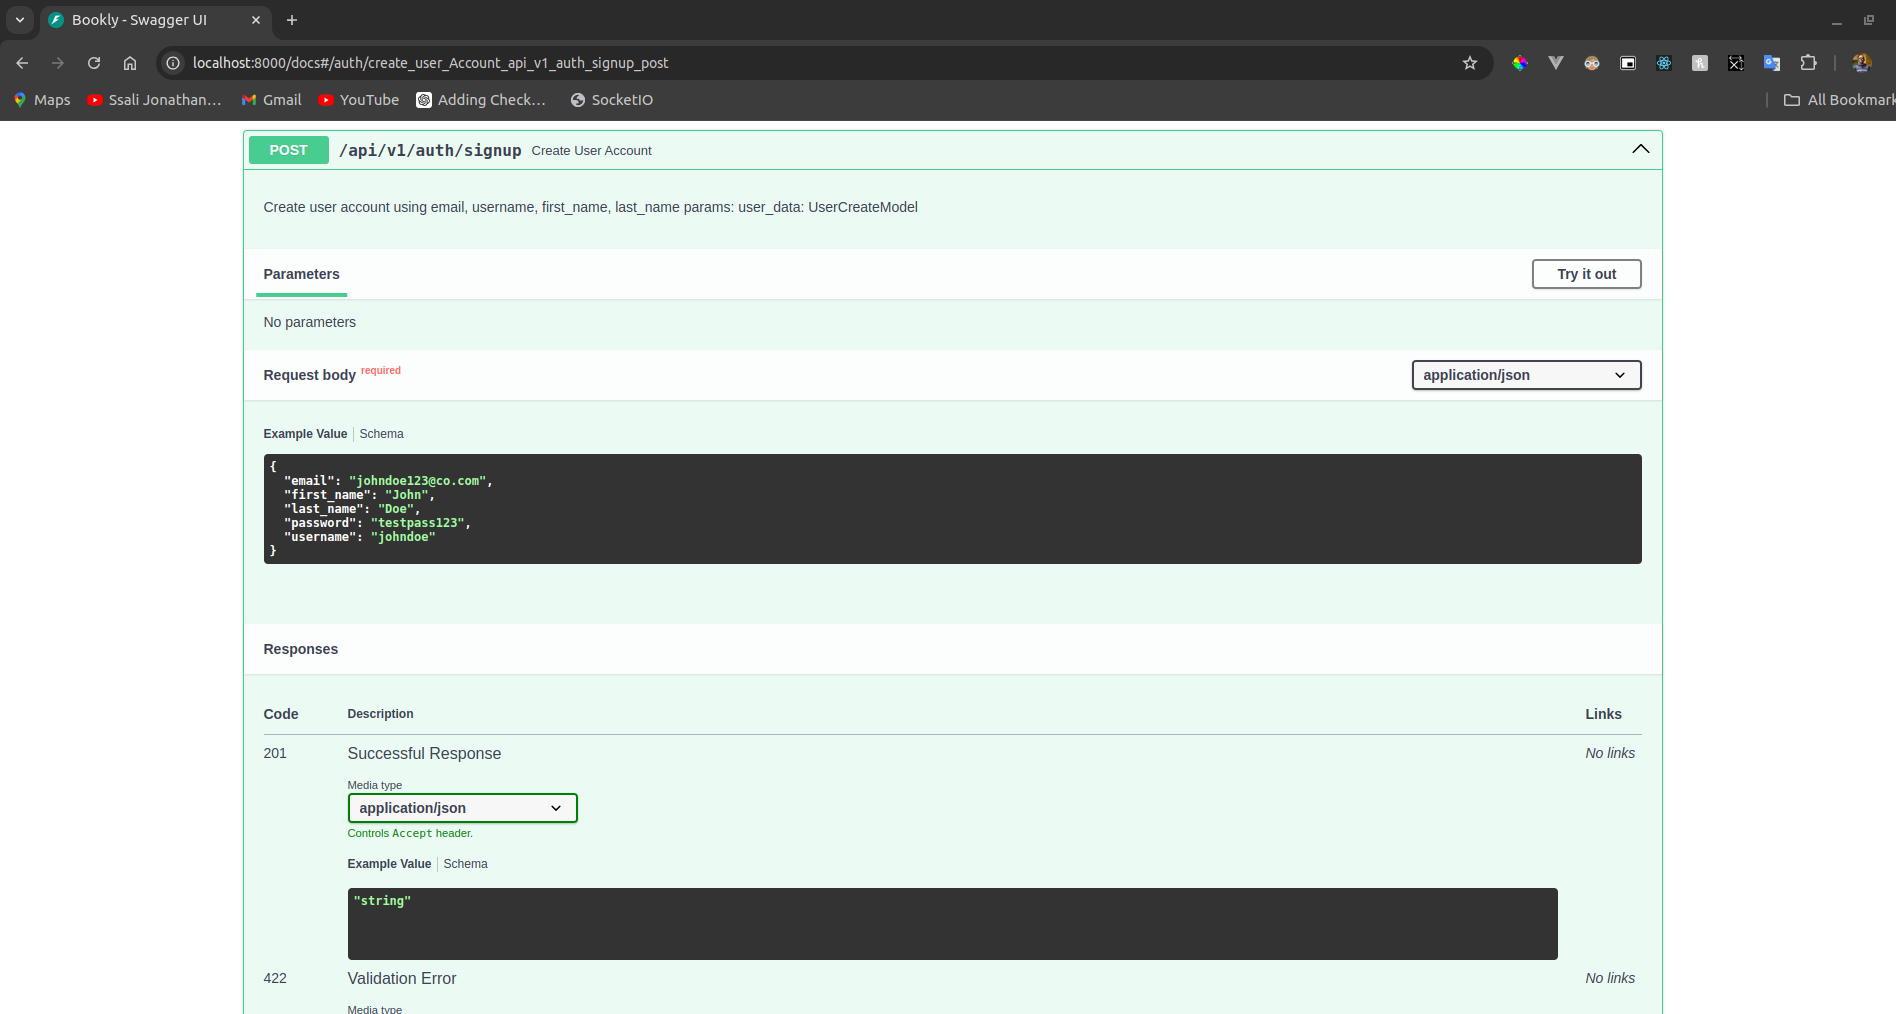 Bookly - Swagger UI
localhost:8000/docs#/auth/create_user_Account_api_v1_auth_signup_post
Maps
Ssali Jonathan...
Gmail
YouTube
Adding Check...
SocketIO
All Bookmark
POST /api/v1/auth/signup Create User Account
Create user account using email, username, first_name, last_name params: user_data: UserCreateModel
Parameters
Try it out
No parameters
Request body required
application/json
Example Value Schema
{
"email": "johndoe123@co.com",
"first_name": "John",
"last_name": "Doe",
"password": "testpass123",
"username": "johndoe"
}
Responses
Code Description Links
201 Successful Response No links
Media type
application/json
Controls Accept header.
Example Value Schema
"string"
422 Validation Error No links
Media type